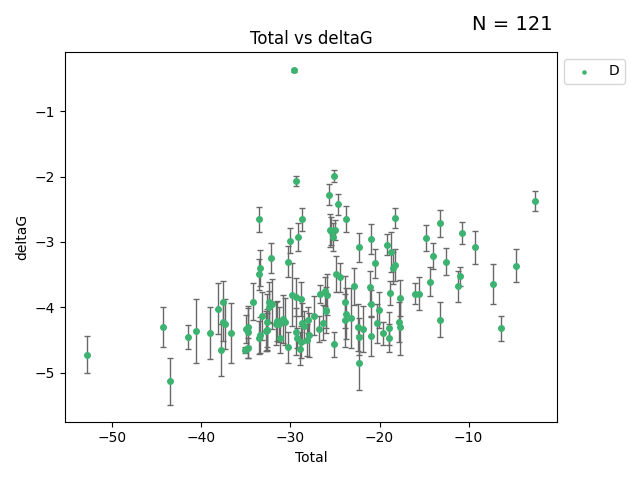 N = 121
Total vs deltaG
D
−1
−2
−3
−4
−5
deltaG
−50
−40
−30
−20
−10
Total